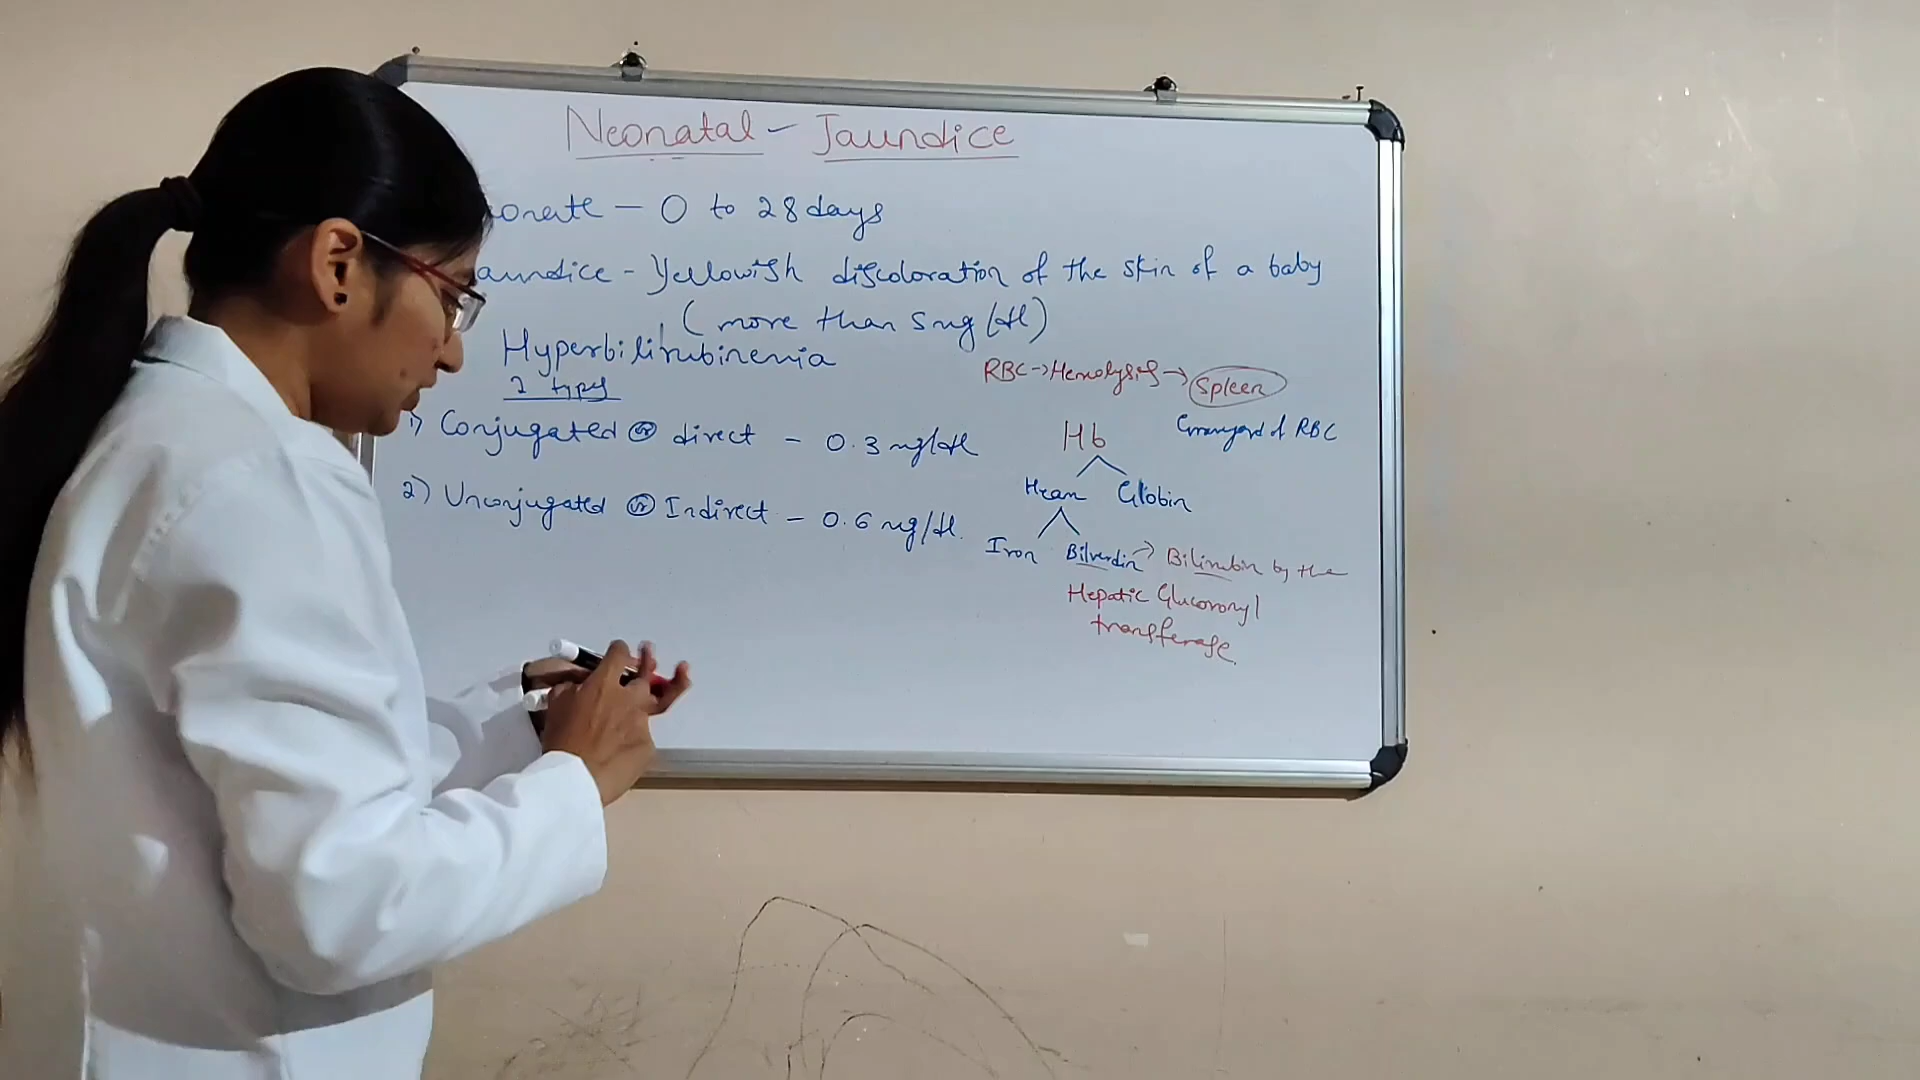 Neonatal - Jaundice
onate - 0 to 28 days
aundice - Yellowish discoloration of the skin of a baby
(more than 5 mg/dl)
Hyperbilirubinemia
2 types
1) Conjugated or direct - 0.3 mg/dl
2) Unconjugated or Indirect - 0.6 mg/dl.
RBC → Hemolysis → Spleen
of RBC
Hb
Heam Globin
Iron Bilverdin → Bilirubin by the
Hepatic Glucoronyl
transferase.